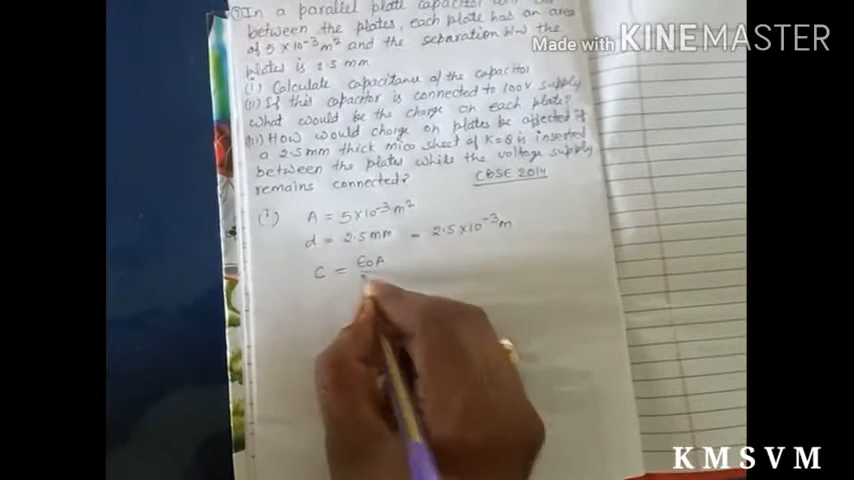 In a parallel plate capacitor
between the plates, each plate has an area
of 5 × 10⁻³ m² and the separation b/w the
plates is 2.5 mm
(i) Calculate capacitance of the capacitor
(ii) If this capacitor is connected to 100V supply
what would be the charge on each plate?
(iii) How would charge on plates be affected if
a 2.5mm thick mica sheet of K=8 is inserted
between the plates while the voltage supply
remains connected?
CBSE 2014
(i) A = 5×10⁻³ m²
d = 2.5mm = 2.5×10⁻³ m
C = ε₀A
Made with KINEMASTER
KMSVM